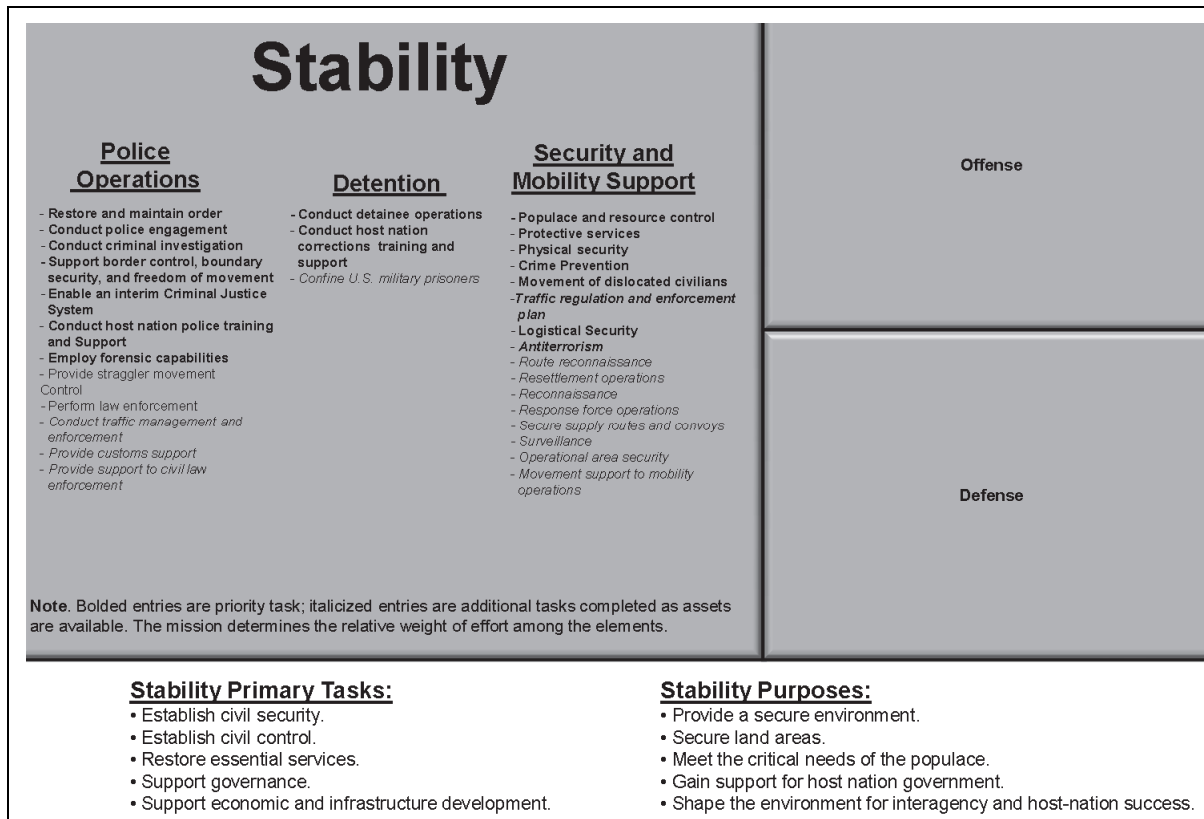 Stability
Police
Operations
- Restore and maintain order
- Conduct police engagement
- Conduct criminal investigation
- Support border control, boundary
security, and freedom of movement
- Enable an interim Criminal Justice
System
- Conduct host nation police training
and Support
- Employ forensic capabilities
- Provide straggler movement
Control
- Perform law enforcement
- Conduct traffic management and
enforcement
- Provide customs support
- Provide support to civil law
enforcement
Detention
- Conduct detainee operations
- Conduct host nation
corrections training and
support
- Confine U.S. military prisoners
Security and
Mobility Support
- Populace and resource control
- Protective services
- Physical security
- Crime Prevention
- Movement of dislocated civilians
-Traffic regulation and enforcement
plan
- Logistical Security
- Antiterrorism
- Route reconnaissance
- Resettlement operations
- Reconnaissance
- Response force operations
- Secure supply routes and convoys
- Surveillance
- Operational area security
- Movement support to mobility
operations
Offense
Defense
Note. Bolded entries are priority task; italicized entries are additional tasks completed as assets
are available. The mission determines the relative weight of effort among the elements.
Stability Primary Tasks:
• Establish civil security.
• Establish civil control.
• Restore essential services.
• Support governance.
• Support economic and infrastructure development.
Stability Purposes:
• Provide a secure environment.
• Secure land areas.
• Meet the critical needs of the populace.
• Gain support for host nation government.
• Shape the environment for interagency and host-nation success.